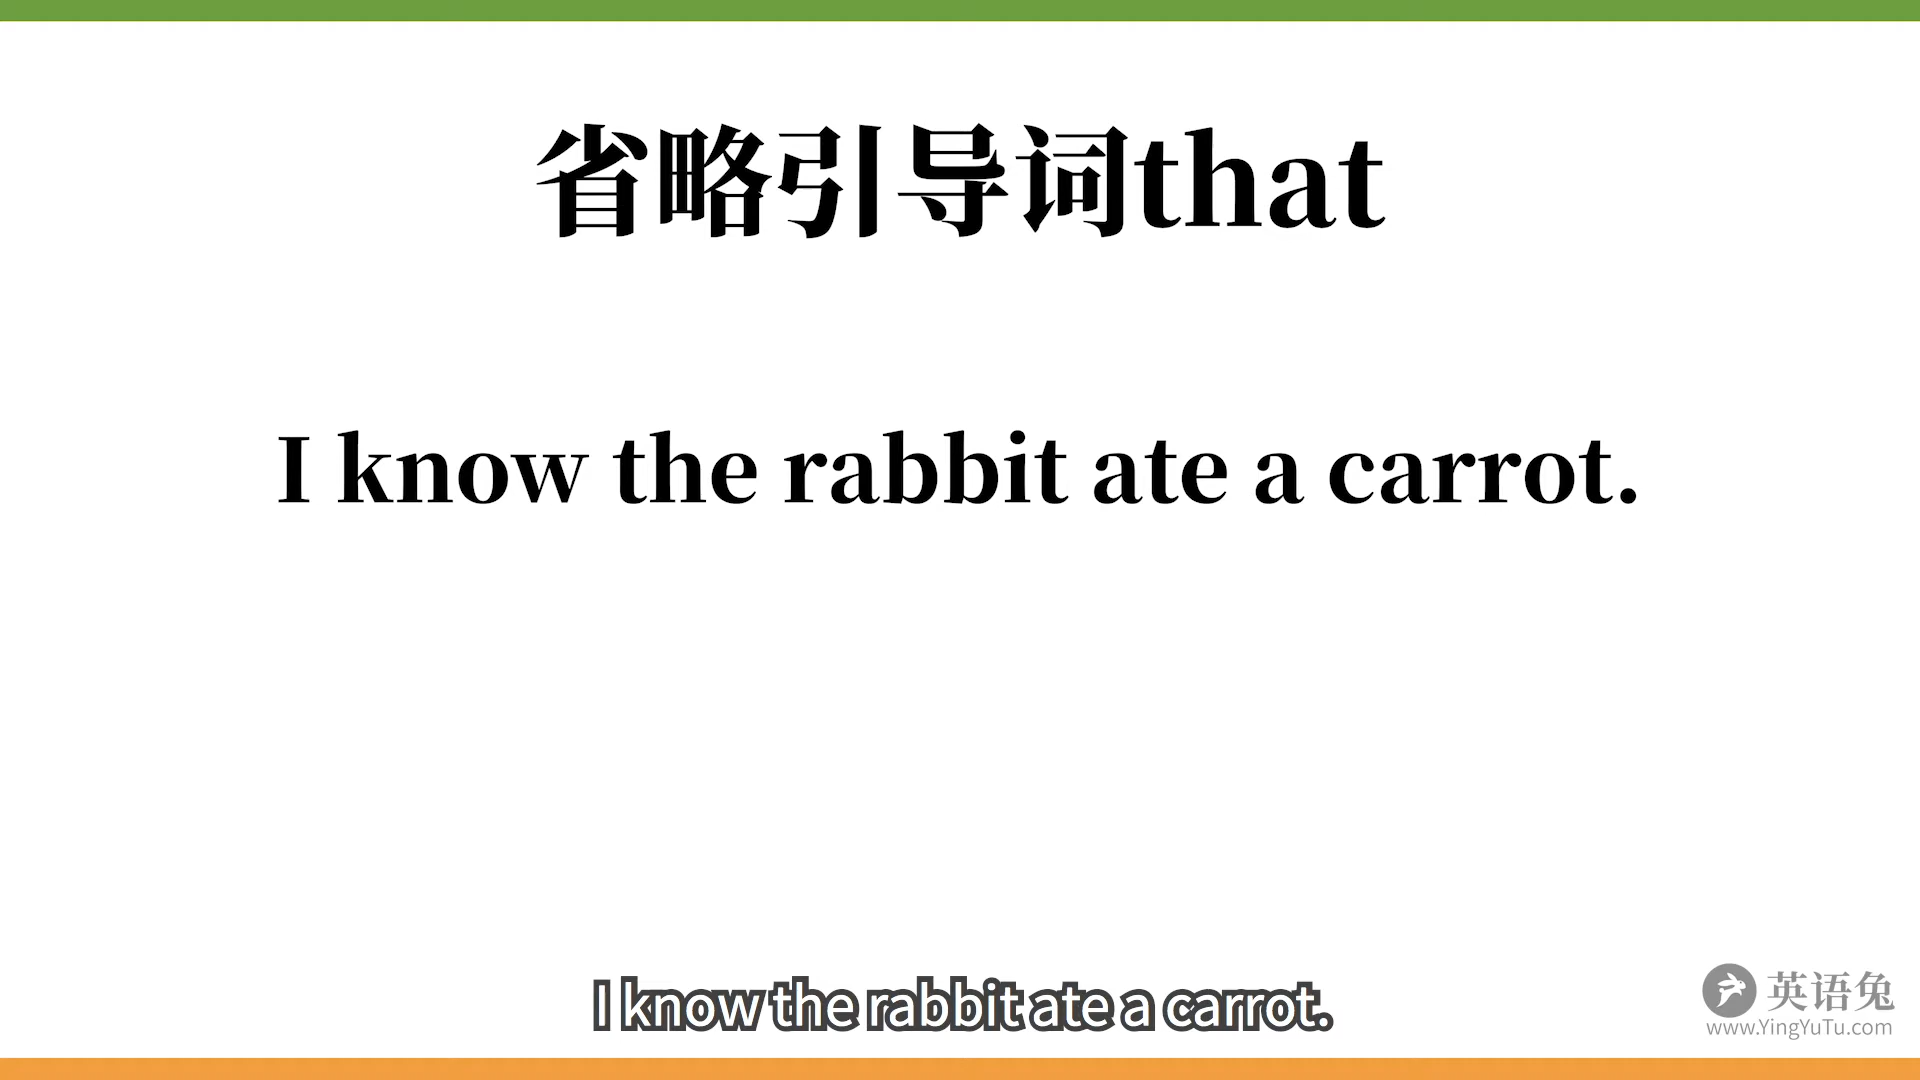 省略引导词that
I know the rabbit ate a carrot.
I know the rabbit ate a carrot.
英语兔
www.YingYuTu.com